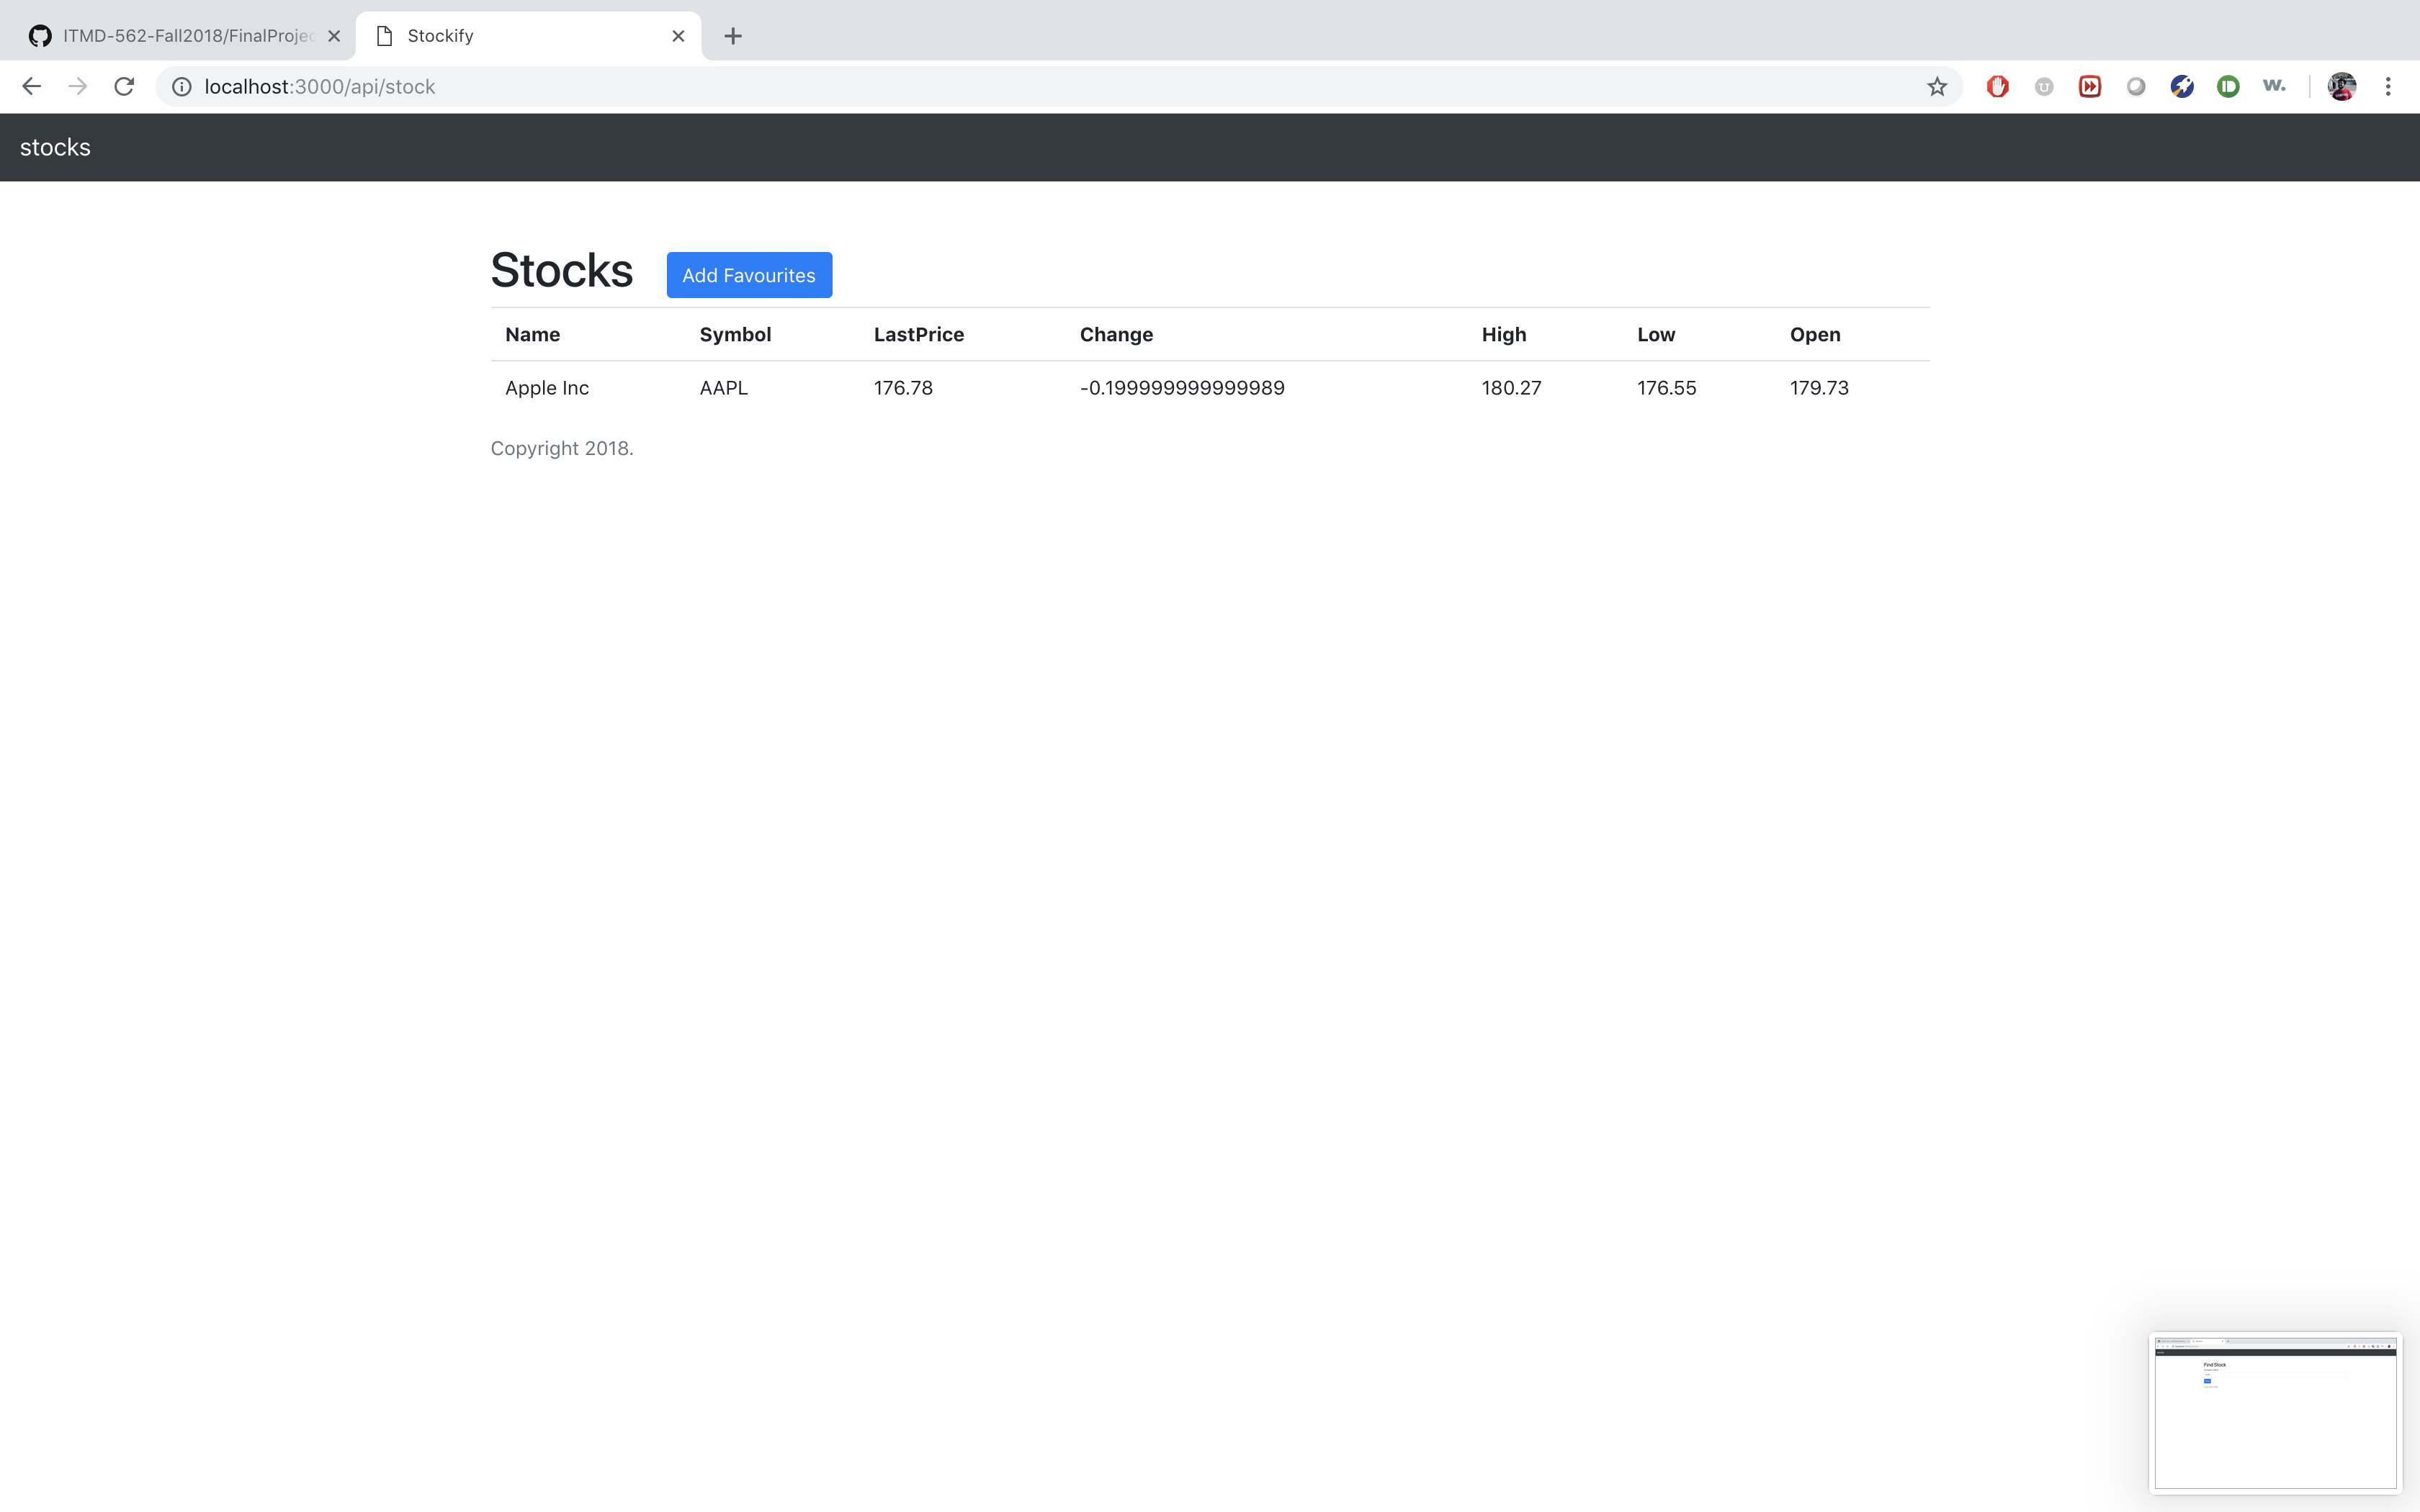 ITMD-562-Fall2018/FinalProjec
Stockify
localhost:3000/api/stock
w.
stocks
Stocks
Add Favourites
Name Symbol LastPrice Change High Low Open
Apple Inc AAPL 176.78 -0.199999999999989 180.27 176.55 179.73
Copyright 2018.
Find Stock